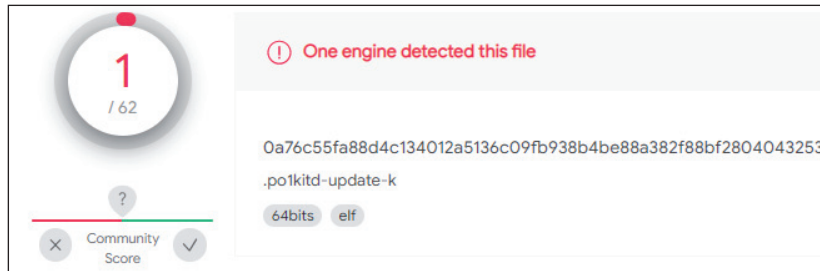 1
/ 62
?
Community
Score
One engine detected this file
0a76c55fa88d4c134012a5136c09fb938b4be88a382f88bf2804043253
.po1kitd-update-k
64bits
elf